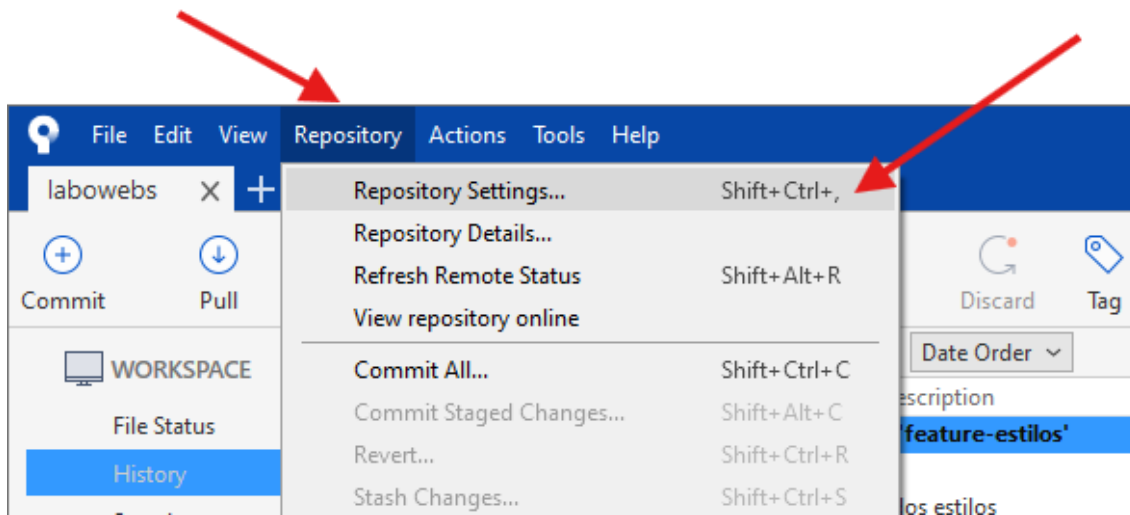 File Edit View Repository Actions Tools Help
labowebs
Repository Settings... Shift+Ctrl+,
Repository Details...
Refresh Remote Status Shift+Alt+R
View repository online
Commit Pull Discard Tag
WORKSPACE
Date Order
Commit All... Shift+Ctrl+C
escription
File Status
Commit Staged Changes... Shift+Alt+C
'feature-estilos'
History
Revert... Shift+Ctrl+R
Stash Changes... Shift+Ctrl+S
los estilos